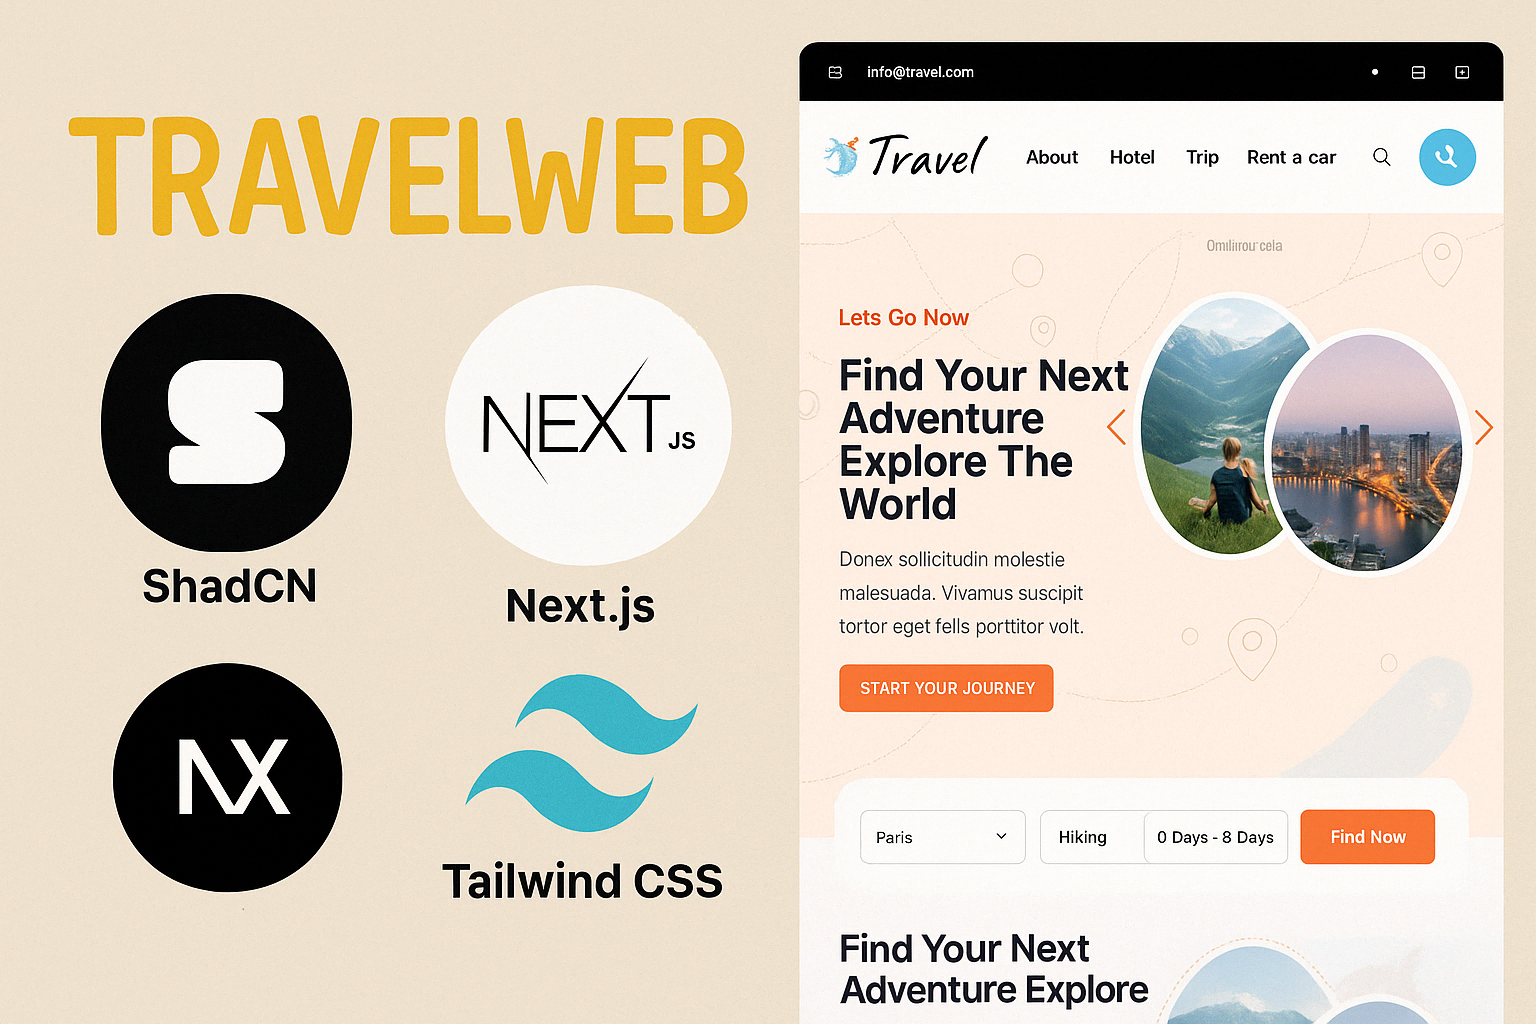 TRAVELWEB
S
NEXT.JS
ShadCN
Next.js
NX
Tailwind CSS
info@travel.com
Travel
About
Hotel
Trip
Rent a car
Lets Go Now
Find Your Next
Adventure
Explore The
World
Donex sollicitudin molestie
malesuada. Vivamus suscipit
tortor eget fells porttitor volt.
START YOUR JOURNEY
Paris
Hiking
0 Days - 8 Days
Find Now
Find Your Next
Adventure Explore